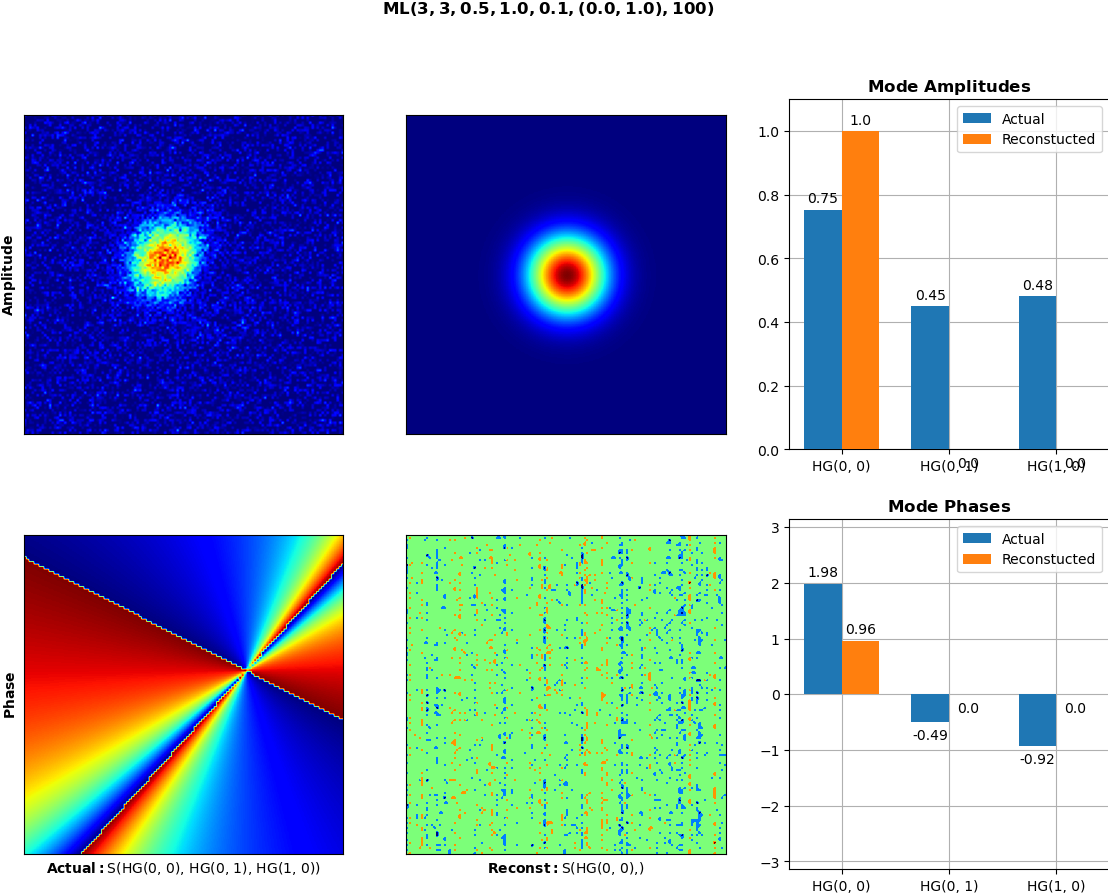 ML(3, 3, 0.5, 1.0, 0.1, (0.0, 1.0), 100)
Amplitude
Mode Amplitudes
Actual
Reconstucted
1.0
0.8
0.6
0.4
0.2
0.0
0.75
1.0
0.45
0.0
0.48
0.0
HG(0, 0)
HG(0, 1)
HG(1, 0)
Phase
Actual: S(HG(0, 0), HG(0, 1), HG(1, 0))
Reconst: S(HG(0, 0),)
Mode Phases
Actual
Reconstucted
3
2
1
0
−1
−2
−3
1.98
0.96
-0.49
0.0
-0.92
0.0
HG(0, 0)
HG(0, 1)
HG(1, 0)